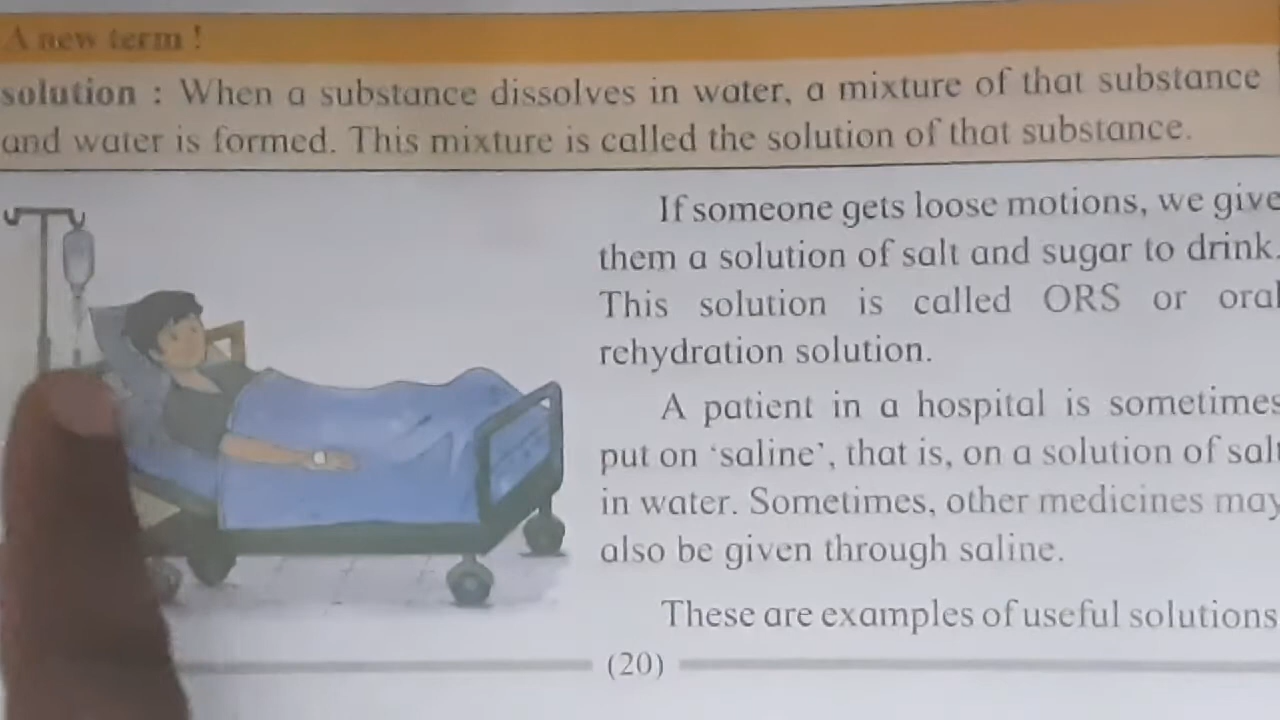 A new term !
solution : When a substance dissolves in water, a mixture of that substance
and water is formed. This mixture is called the solution of that substance.
If someone gets loose motions, we give
them a solution of salt and sugar to drink.
This solution is called ORS or oral
rehydration solution.
A patient in a hospital is sometimes
put on ‘saline’, that is, on a solution of salt
in water. Sometimes, other medicines may
also be given through saline.
These are examples of useful solutions
(20)